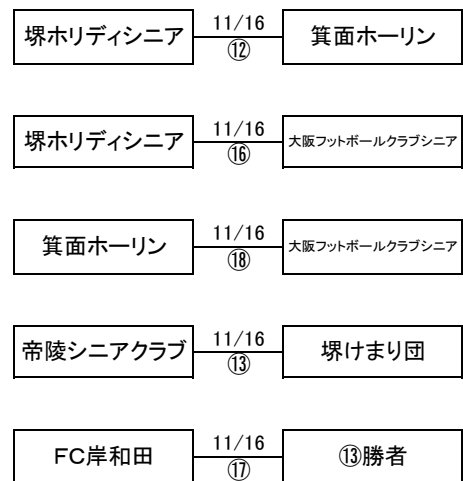 堺ホリディシニア 11/16 箕面ホーリン
⑫
堺ホリディシニア 11/16 大阪フットボールクラブシニア
⑯
箕面ホーリン 11/16 大阪フットボールクラブシニア
⑱
帝陵シニアクラブ 11/16 堺けまり団
⑬
FC岸和田 11/16 ⑬勝者
⑰